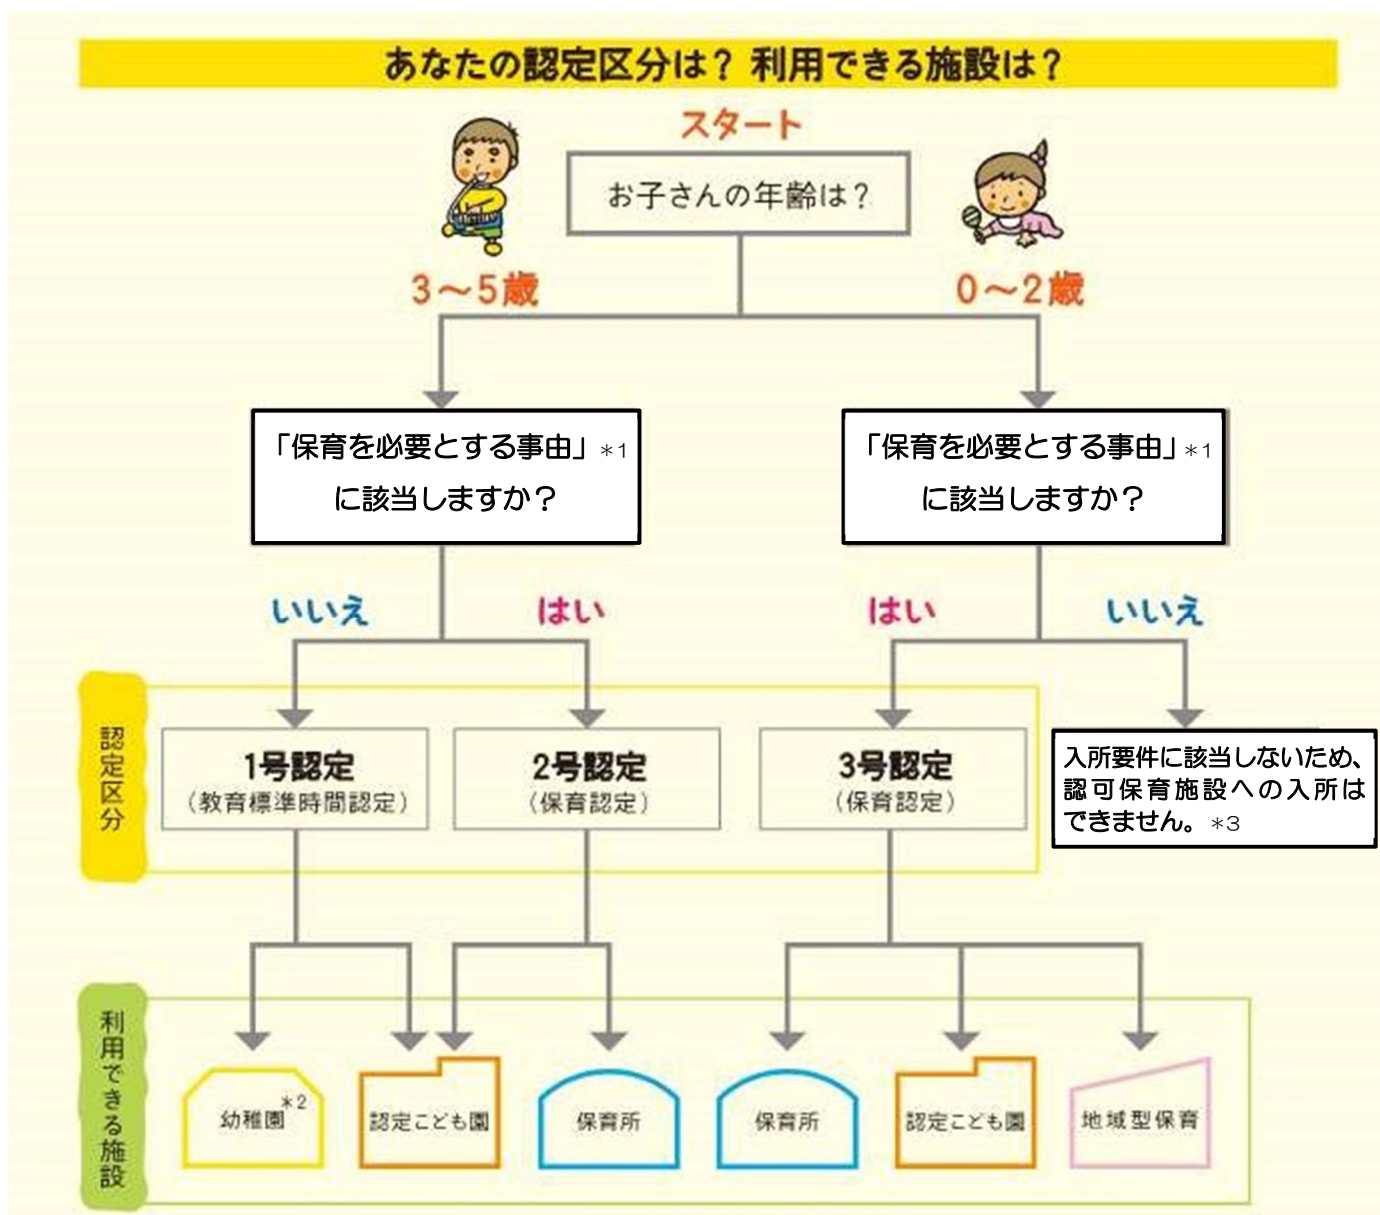 あなたの認定区分は？ 利用できる施設は？
スタート
お子さんの年齢は？
3～5歳
0～2歳
「保育を必要とする事由」＊1
に該当しますか？
「保育を必要とする事由」＊1
に該当しますか？
いいえ
はい
はい
いいえ
認定区分
1号認定
（教育標準時間認定）
2号認定
（保育認定）
3号認定
（保育認定）
入所要件に該当しないため、
認可保育施設への入所は
できません。＊3
利用できる施設
幼稚園＊2
認定こども園
保育所
保育所
認定こども園
地域型保育